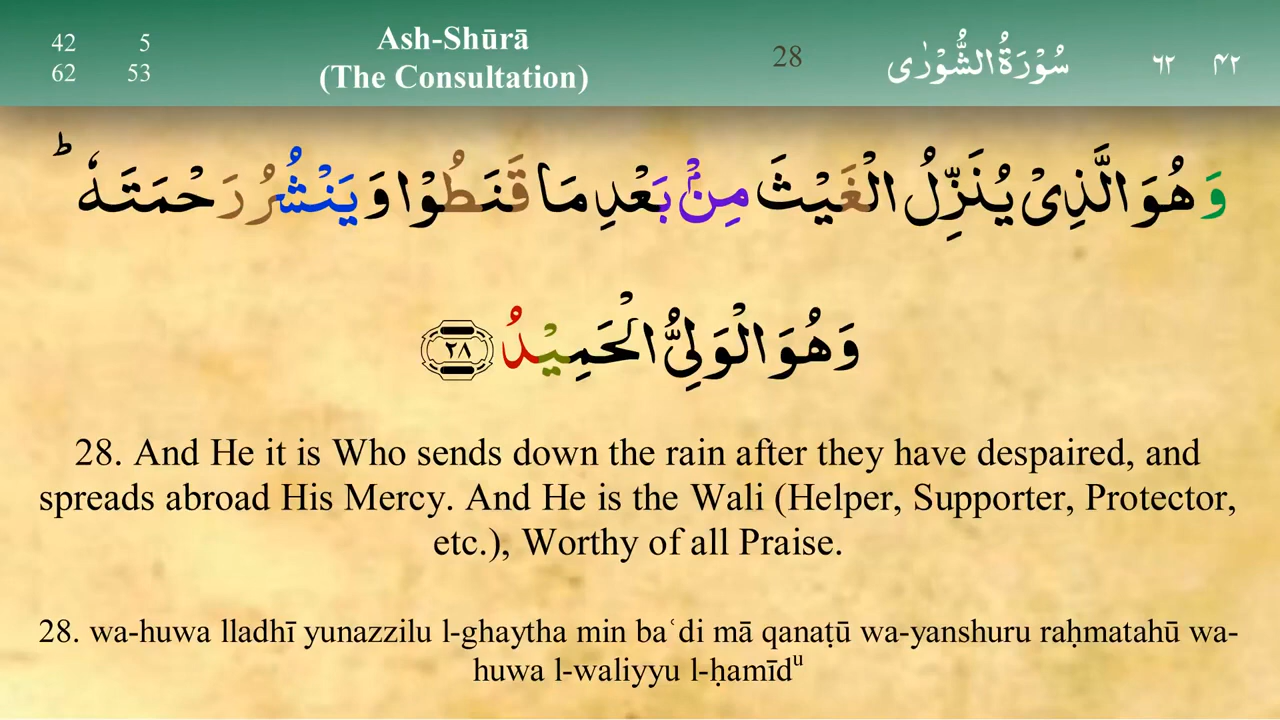 42 5 Ash-Shūrā 28 سُوْرَةُ الشُّوْرٰى ٦٢ ۴۲
62 53 (The Consultation)
وَهُوَ الَّذِىْ يُنَزِّلُ الْغَيْثَ مِنْۢ بَعْدِ مَا قَنَطُوْا وَيَنْشُرُ رَحْمَتَهٗ ؕ
وَهُوَ الْوَلِىُّ الْحَمِيْدُ ۝٢٨
28. And He it is Who sends down the rain after they have despaired, and
spreads abroad His Mercy. And He is the Wali (Helper, Supporter, Protector,
etc.), Worthy of all Praise.
28. wa-huwa lladhī yunazzilu l-ghaytha min baʿdi mā qanaṭū wa-yanshuru raḥmatahū wa-
huwa l-waliyyu l-ḥamīdᵘ